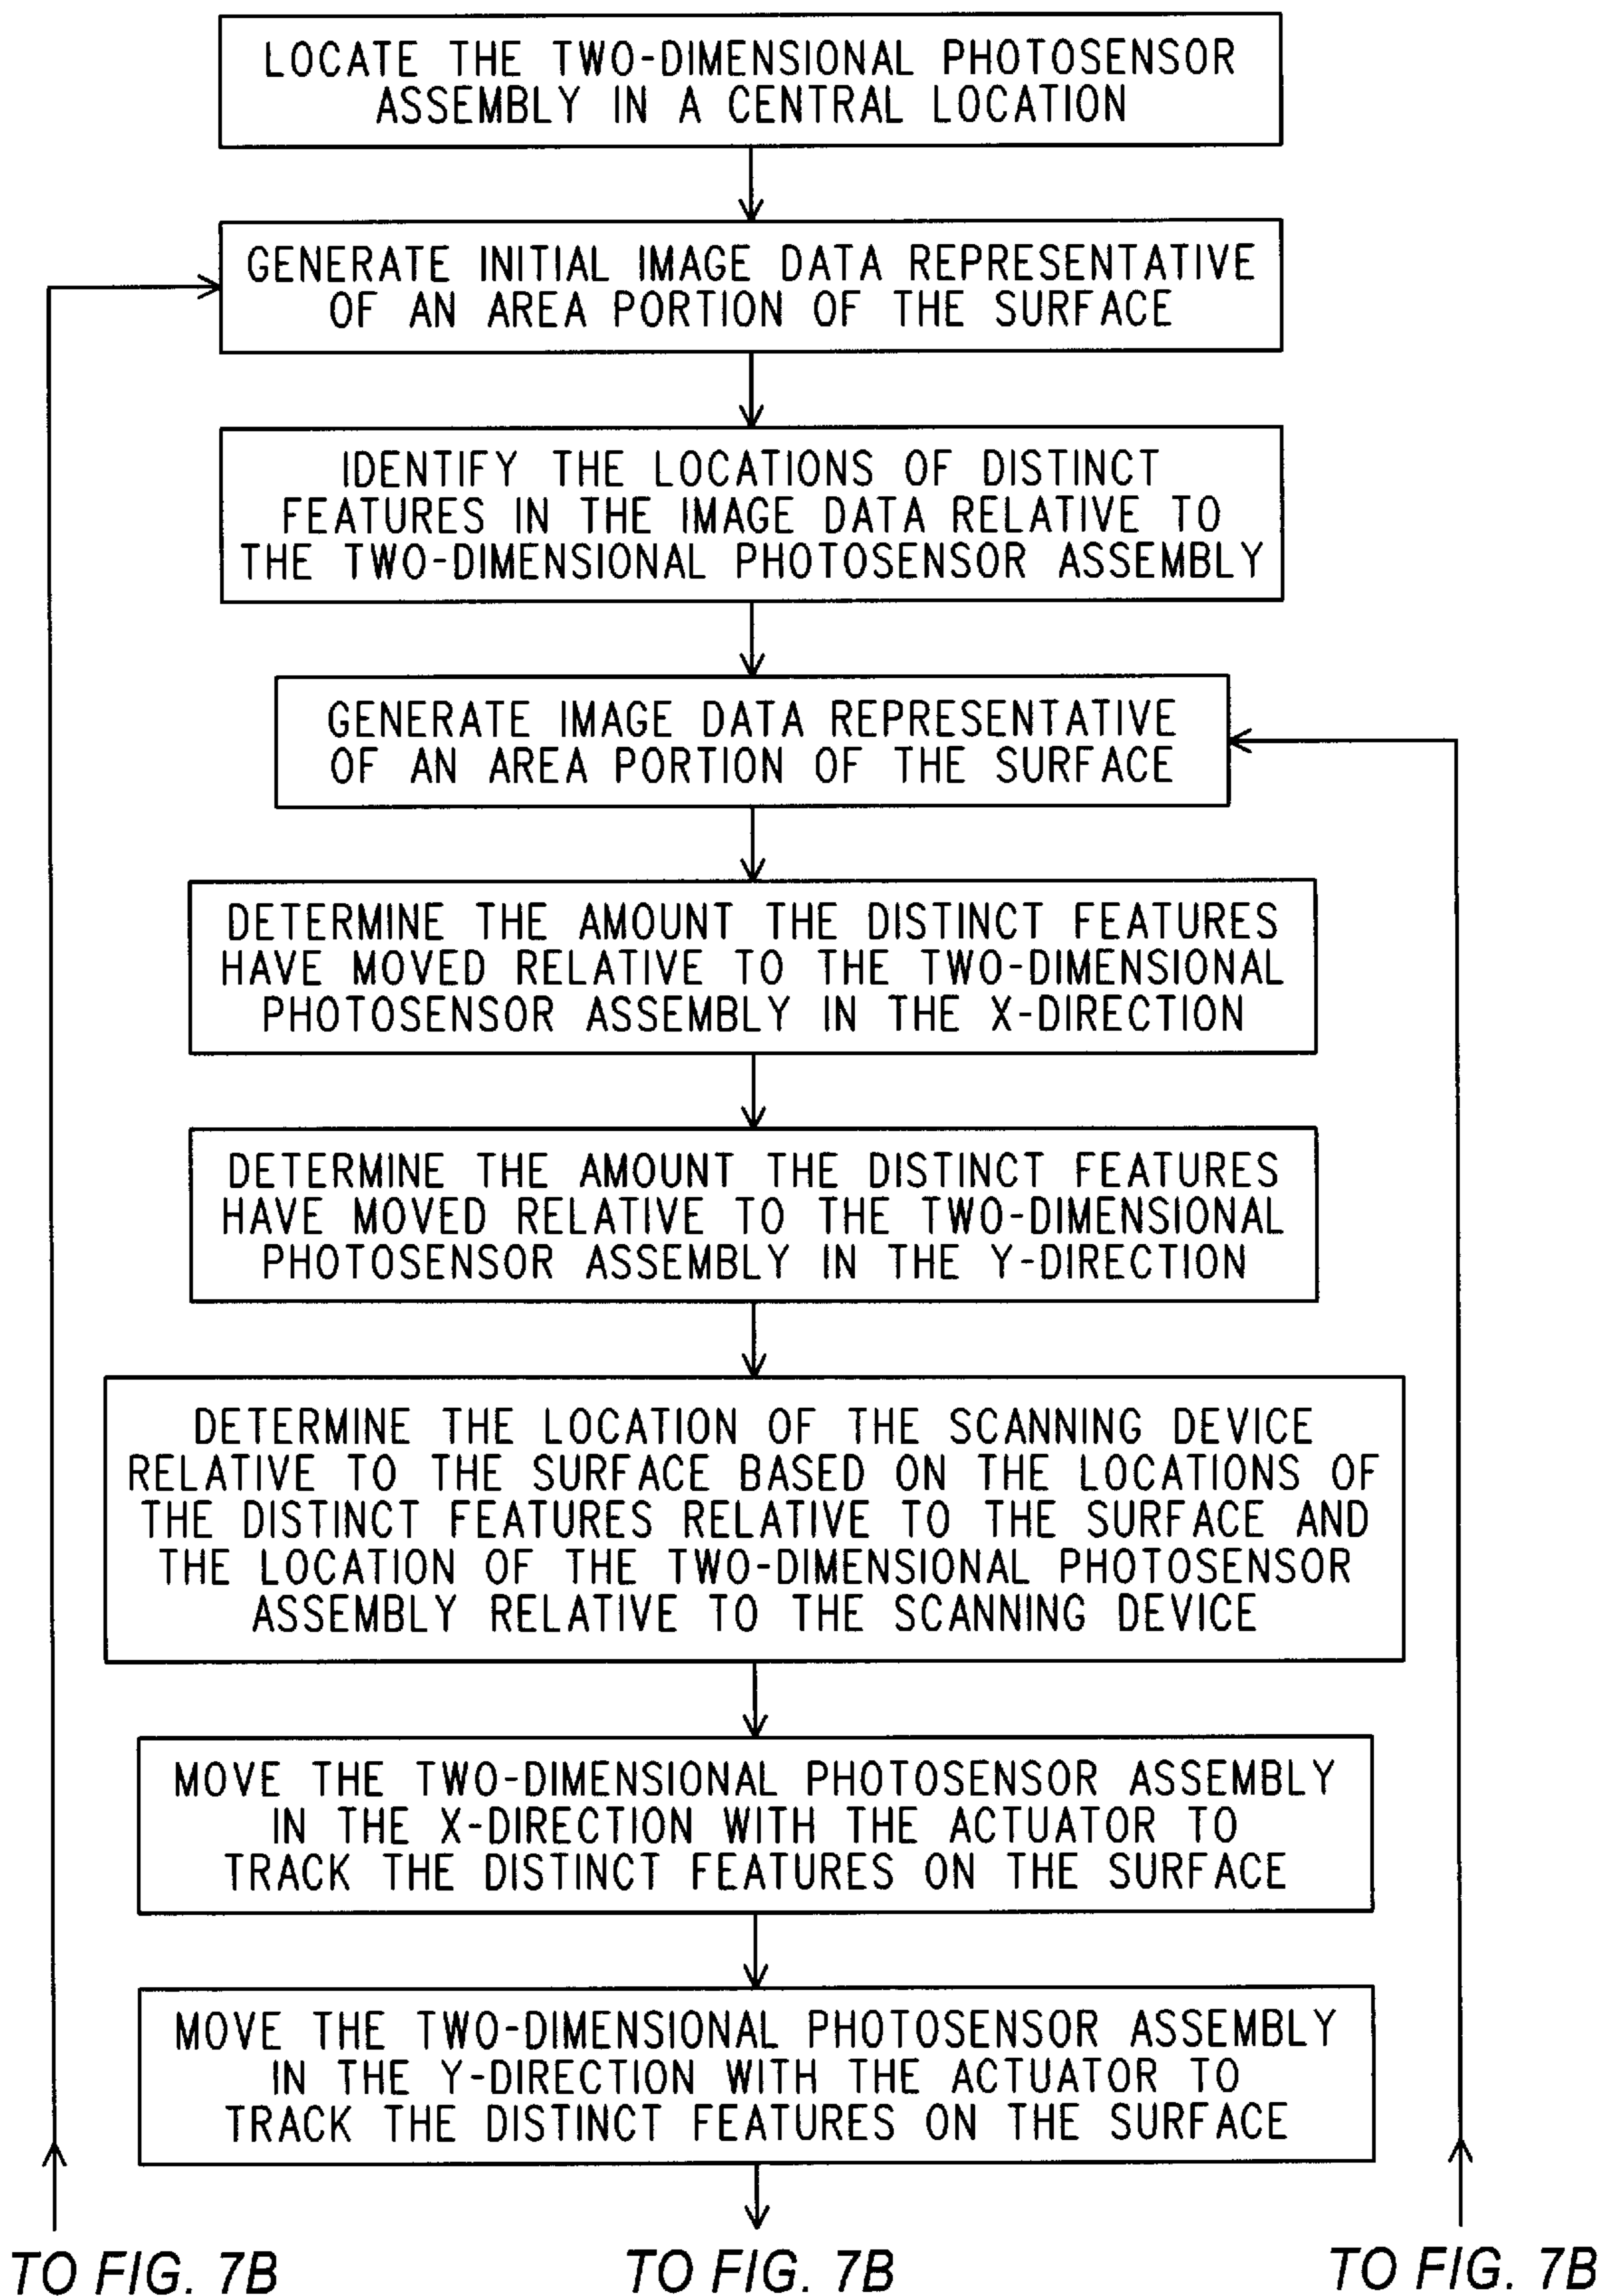 LOCATE THE TWO-DIMENSIONAL PHOTOSENSOR
ASSEMBLY IN A CENTRAL LOCATION
GENERATE INITIAL IMAGE DATA REPRESENTATIVE
OF AN AREA PORTION OF THE SURFACE
IDENTIFY THE LOCATIONS OF DISTINCT
FEATURES IN THE IMAGE DATA RELATIVE TO
THE TWO-DIMENSIONAL PHOTOSENSOR ASSEMBLY
GENERATE IMAGE DATA REPRESENTATIVE
OF AN AREA PORTION OF THE SURFACE
DETERMINE THE AMOUNT THE DISTINCT FEATURES
HAVE MOVED RELATIVE TO THE TWO-DIMENSIONAL
PHOTOSENSOR ASSEMBLY IN THE X-DIRECTION
DETERMINE THE AMOUNT THE DISTINCT FEATURES
HAVE MOVED RELATIVE TO THE TWO-DIMENSIONAL
PHOTOSENSOR ASSEMBLY IN THE Y-DIRECTION
DETERMINE THE LOCATION OF THE SCANNING DEVICE
RELATIVE TO THE SURFACE BASED ON THE LOCATIONS OF
THE DISTINCT FEATURES RELATIVE TO THE SURFACE AND
THE LOCATION OF THE TWO-DIMENSIONAL PHOTOSENSOR
ASSEMBLY RELATIVE TO THE SCANNING DEVICE
MOVE THE TWO-DIMENSIONAL PHOTOSENSOR ASSEMBLY
IN THE X-DIRECTION WITH THE ACTUATOR TO
TRACK THE DISTINCT FEATURES ON THE SURFACE
MOVE THE TWO-DIMENSIONAL PHOTOSENSOR ASSEMBLY
IN THE Y-DIRECTION WITH THE ACTUATOR TO
TRACK THE DISTINCT FEATURES ON THE SURFACE
TO FIG. 7B
TO FIG. 7B
TO FIG. 7B